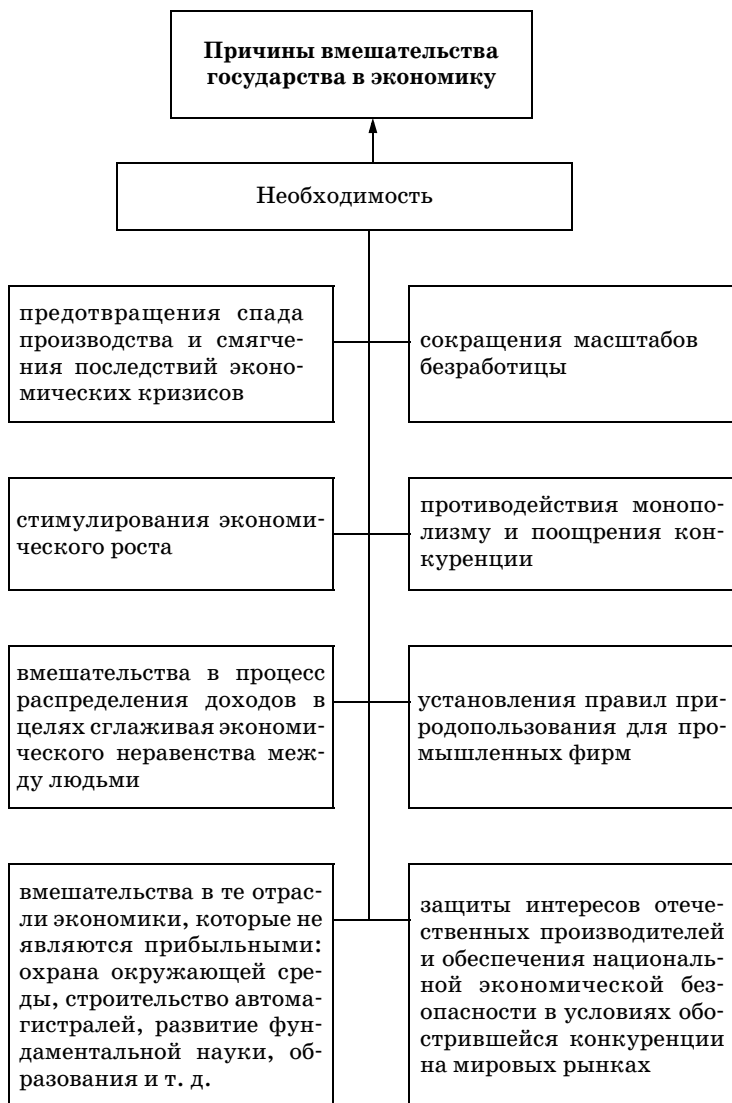 Причины вмешательства
государства в экономику
Необходимость
предотвращения спада
производства и смягче-
ния последствий эконо-
мических кризисов
сокращения масштабов
безработицы
стимулирования экономи-
ческого роста
противодействия монопо-
лизму и поощрения кон-
куренции
вмешательства в процесс
распределения доходов в
целях сглаживая экономи-
ческого неравенства меж-
ду людьми
установления правил при-
родопользования для про-
мышленных фирм
вмешательства в те отрас-
ли экономики, которые не
являются прибыльными:
охрана окружающей сре-
ды, строительство автома-
гистралей, развитие фун-
даментальной науки, об-
разования и т. д.
защиты интересов отече-
ственных производителей
и обеспечения националь-
ной экономической без-
опасности в условиях обо-
стрившейся конкуренции
на мировых рынках